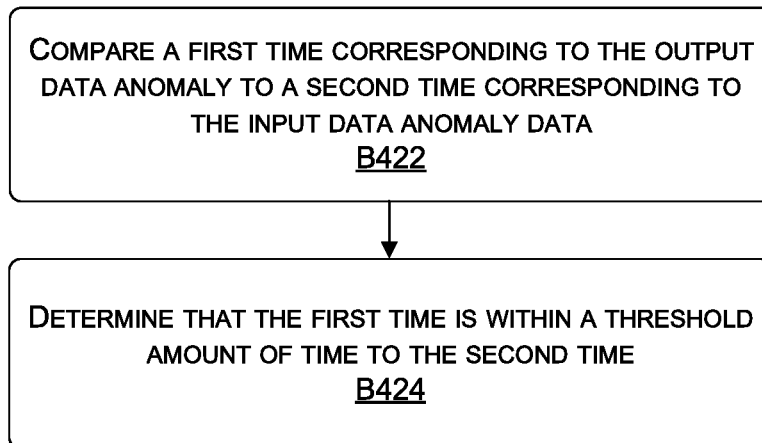 COMPARE A FIRST TIME CORRESPONDING TO THE OUTPUT
DATA ANOMALY TO A SECOND TIME CORRESPONDING TO
THE INPUT DATA ANOMALY DATA
B422
DETERMINE THAT THE FIRST TIME IS WITHIN A THRESHOLD
AMOUNT OF TIME TO THE SECOND TIME
B424